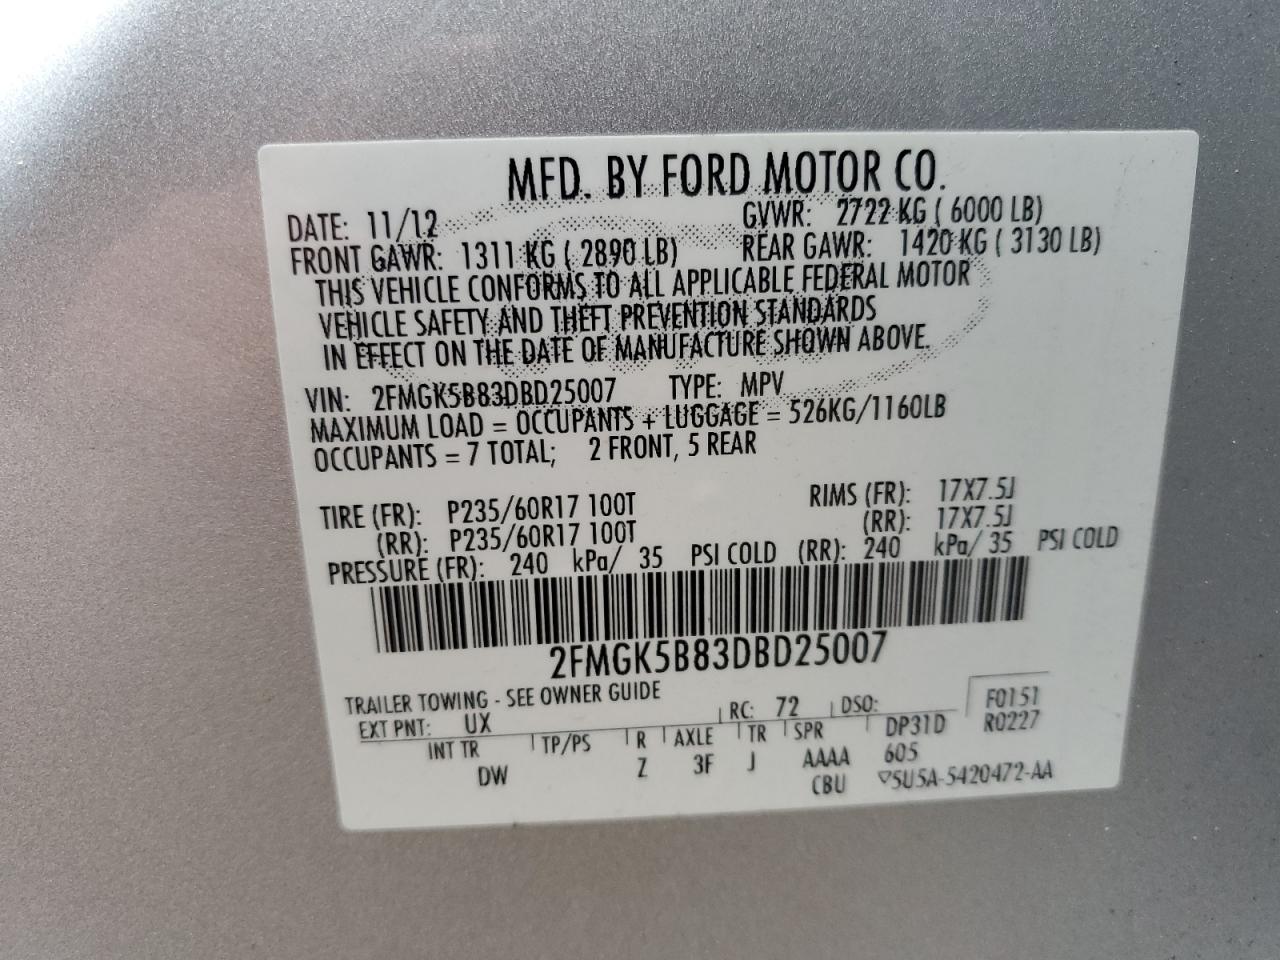 MFD. BY FORD MOTOR CO.
DATE: 11/12 GVWR: 2722 KG ( 6000 LB)
FRONT GAWR: 1311 KG ( 2890 LB) REAR GAWR: 1420 KG ( 3130 LB)
THIS VEHICLE CONFORMS TO ALL APPLICABLE FEDERAL MOTOR
VEHICLE SAFETY AND THEFT PREVENTION STANDARDS
IN EFFECT ON THE DATE OF MANUFACTURE SHOWN ABOVE.
VIN: 2FMGK5B83DBD25007 TYPE: MPV
MAXIMUM LOAD = OCCUPANTS + LUGGAGE = 526KG/1160LB
OCCUPANTS = 7 TOTAL; 2 FRONT, 5 REAR
TIRE (FR): P235/60R17 100T RIMS (FR): 17X7.5J
(RR): P235/60R17 100T (RR): 17X7.5J
PRESSURE (FR): 240 kPa/ 35 PSI COLD (RR): 240 kPa/ 35 PSI COLD
2FMGK5B83DBD25007
TRAILER TOWING - SEE OWNER GUIDE
EXT PNT: UX RC: 72 DSO: F0151
INT TR TP/PS R AXLE TR SPR DP31D R0227
DW Z 3F J AAAA 605
CBU ▽5U5A-5420472-AA